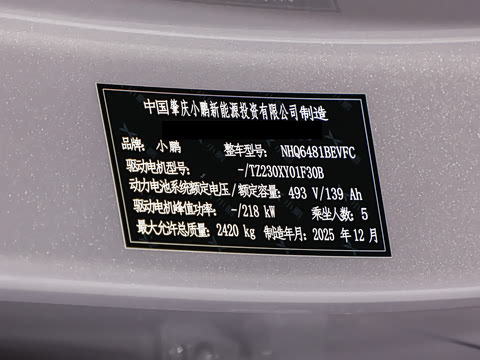 中国肇庆小鹏新能源投资有限公司制造
品牌: 小鹏 整车型号: NHQ6481BEVFC
驱动电机型号: -/TZ230XY01F30B
动力电池系统额定电压/额定容量: 493 V/139 Ah
驱动电机峰值功率: -/218 kW 乘坐人数: 5
最大允许总质量: 2420 kg 制造年月: 2025 年 12 月